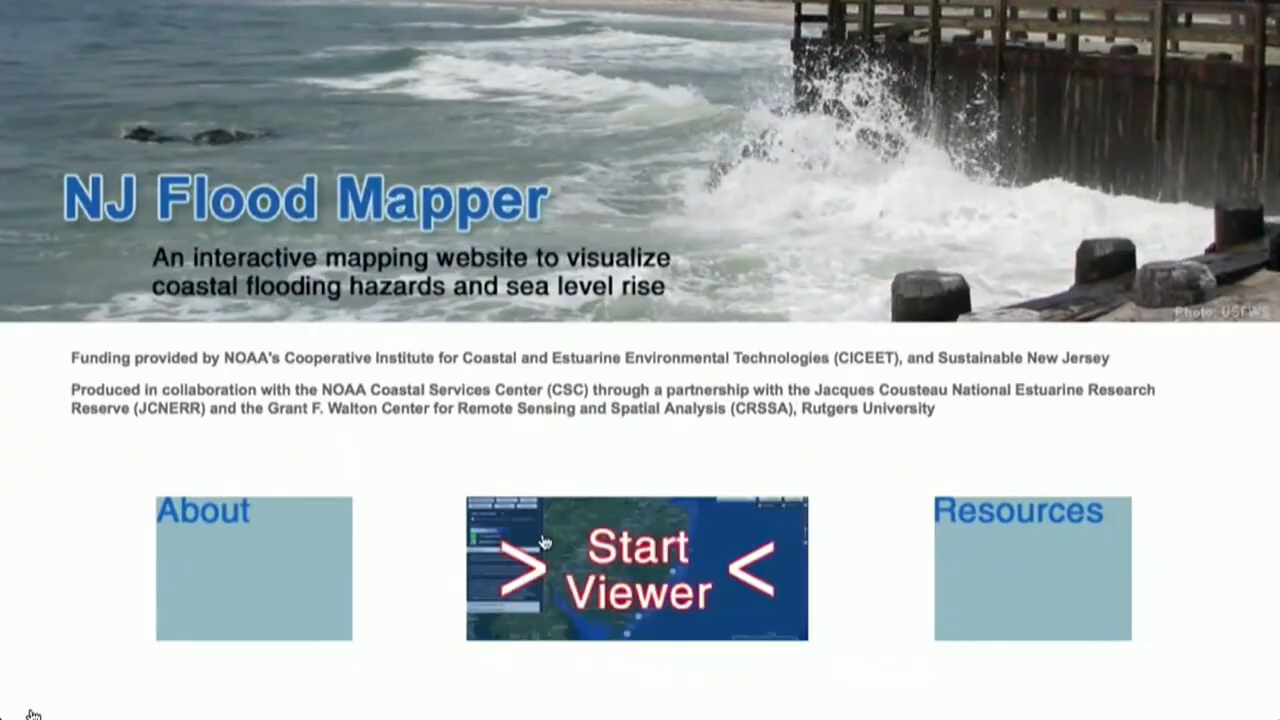 NJ Flood Mapper
An interactive mapping website to visualize
coastal flooding hazards and sea level rise
Photo: USFWS
Funding provided by NOAA's Cooperative Institute for Coastal and Estuarine Environmental Technologies (CICEET), and Sustainable New Jersey
Produced in collaboration with the NOAA Coastal Services Center (CSC) through a partnership with the Jacques Cousteau National Estuarine Research
Reserve (JCNERR) and the Grant F. Walton Center for Remote Sensing and Spatial Analysis (CRSSA), Rutgers University
About
> Start <
Viewer
Resources